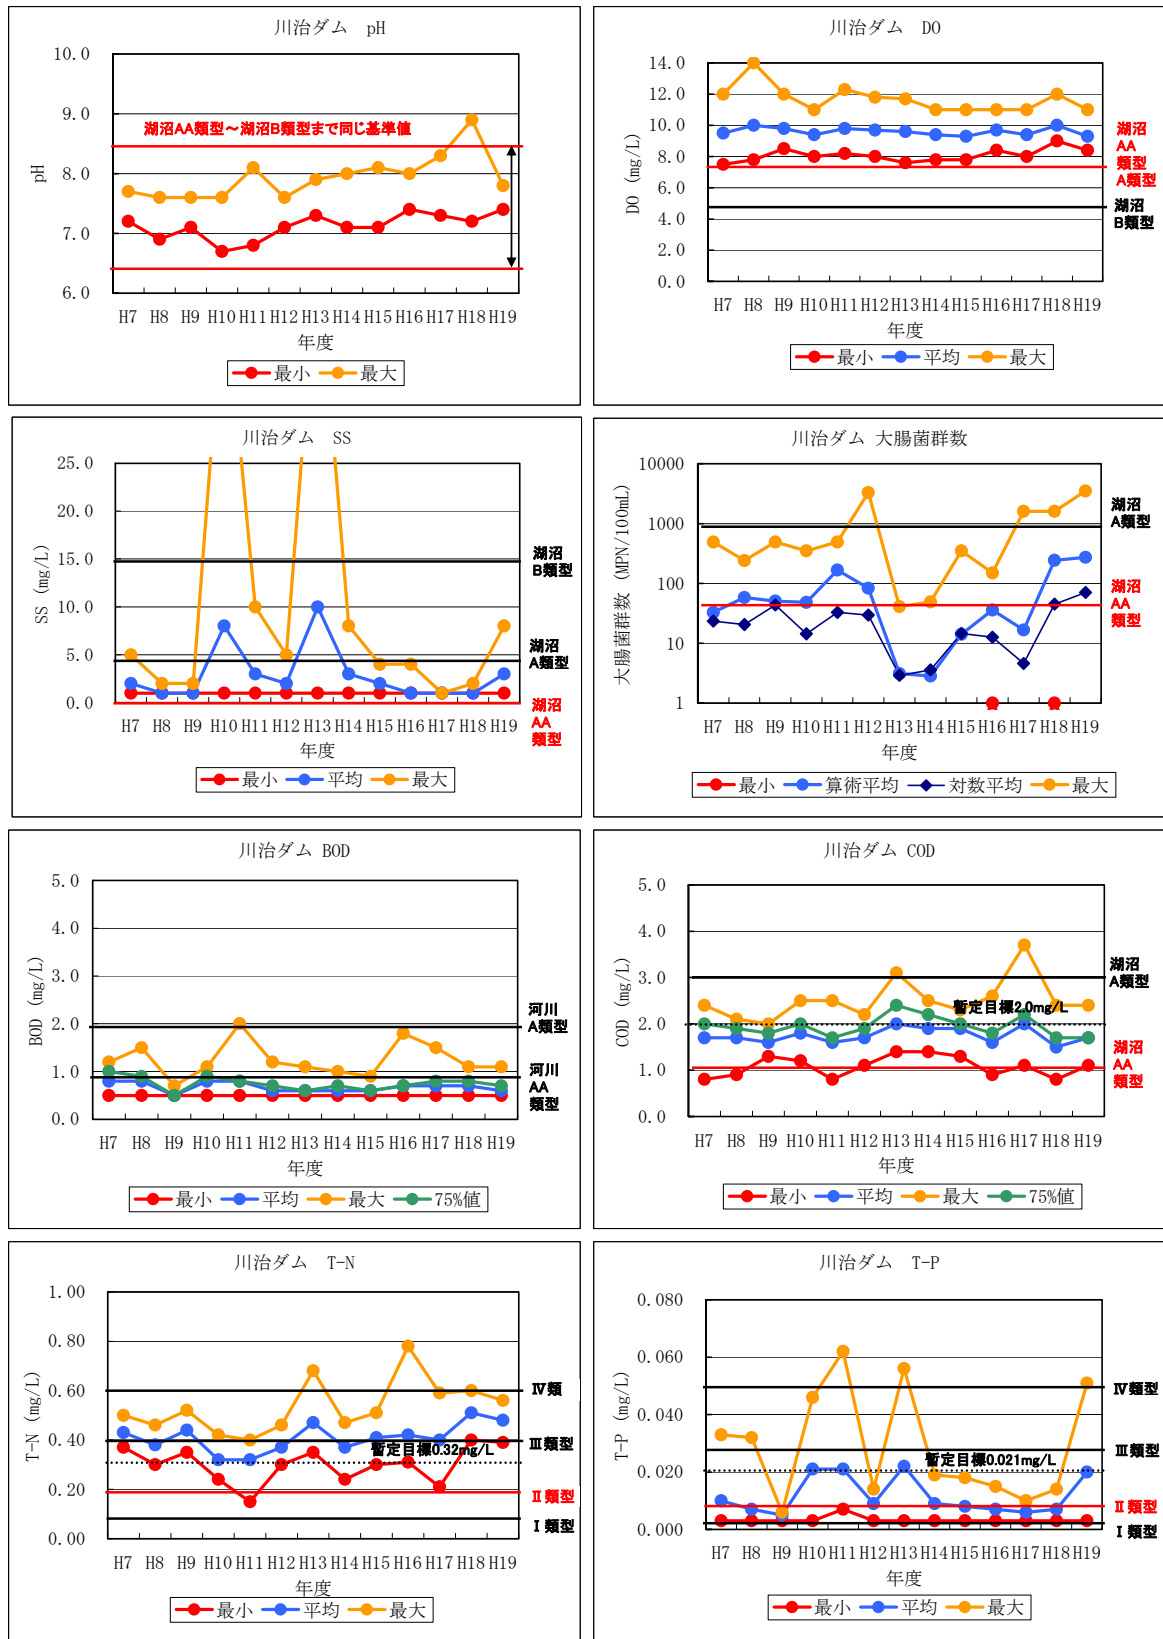 川治ダム pH
10.0
9.0
8.0
7.0
6.0
pH
湖沼AA類型～湖沼B類型まで同じ基準値
H7 H8 H9 H10 H11 H12 H13 H14 H15 H16 H17 H18 H19
年度
最小 最大
川治ダム DO
14.0
12.0
10.0
8.0
6.0
4.0
2.0
0.0
DO (mg/L)
湖沼
AA
類型
A類型
湖沼
B類型
H7 H8 H9 H10 H11 H12 H13 H14 H15 H16 H17 H18 H19
年度
最小 平均 最大
川治ダム SS
25.0
20.0
15.0
10.0
5.0
0.0
SS (mg/L)
湖沼
B類型
湖沼
A類型
湖沼
AA
類型
H7 H8 H9 H10 H11 H12 H13 H14 H15 H16 H17 H18 H19
年度
最小 平均 最大
川治ダム 大腸菌群数
10000
1000
100
10
1
大腸菌群数 (MPN/100mL)
湖沼
A類型
湖沼
AA
類型
H7 H8 H9 H10 H11 H12 H13 H14 H15 H16 H17 H18 H19
年度
最小 算術平均 対数平均 最大
川治ダム BOD
5.0
4.0
3.0
2.0
1.0
0.0
BOD (mg/L)
河川
A類型
河川
AA
類型
H7 H8 H9 H10 H11 H12 H13 H14 H15 H16 H17 H18 H19
年度
最小 平均 最大 75%値
川治ダム COD
5.0
4.0
3.0
2.0
1.0
0.0
COD (mg/L)
湖沼
A類型
暫定目標2.0mg/L
湖沼
AA
類型
H7 H8 H9 H10 H11 H12 H13 H14 H15 H16 H17 H18 H19
年度
最小 平均 最大 75%値
川治ダム T-N
1.00
0.80
0.60
0.40
0.20
0.00
T-N (mg/L)
Ⅳ類
Ⅲ類型
暫定目標0.32mg/L
Ⅱ類型
Ⅰ類型
H7 H8 H9 H10 H11 H12 H13 H14 H15 H16 H17 H18 H19
年度
最小 平均 最大
川治ダム T-P
0.080
0.060
0.040
0.020
0.000
T-P (mg/L)
Ⅳ類型
Ⅲ類型
暫定目標0.021mg/L
Ⅱ類型
Ⅰ類型
H7 H8 H9 H10 H11 H12 H13 H14 H15 H16 H17 H18 H19
年度
最小 平均 最大